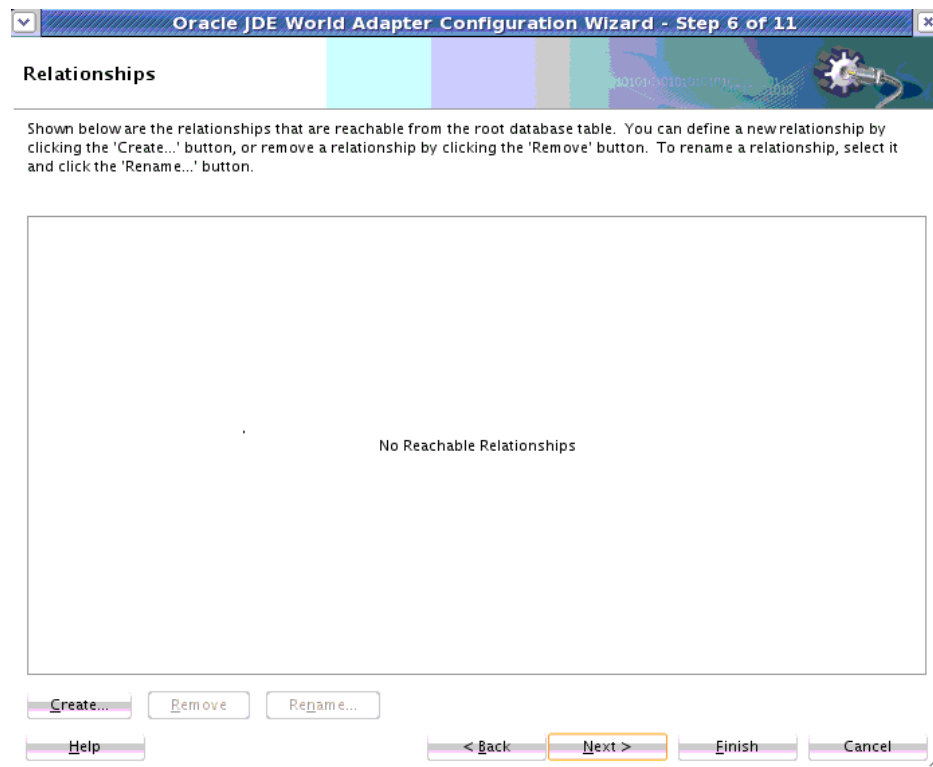 Oracle JDE World Adapter Configuration Wizard - Step 6 of 11
Relationships
Shown below are the relationships that are reachable from the root database table. You can define a new relationship by
clicking the 'Create...' button, or remove a relationship by clicking the 'Remove' button. To rename a relationship, select it
and click the 'Rename...' button.
No Reachable Relationships
Create... Remove Rename...
Help < Back Next > Finish Cancel